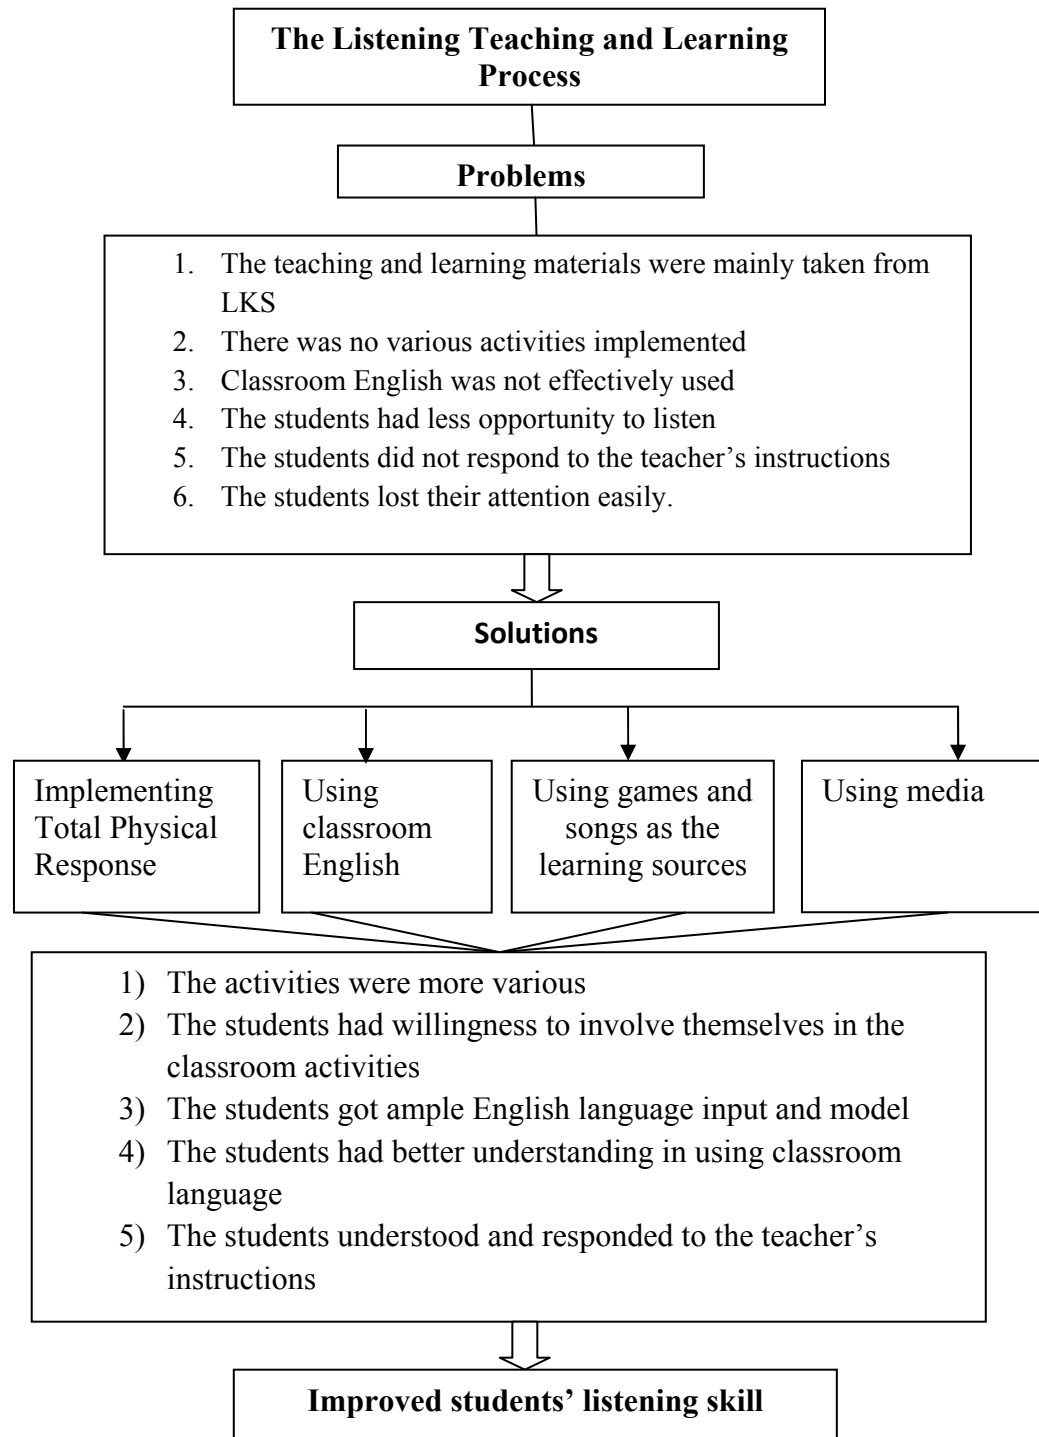 The Listening Teaching and Learning
Process
Problems
1. The teaching and learning materials were mainly taken from
LKS
2. There was no various activities implemented
3. Classroom English was not effectively used
4. The students had less opportunity to listen
5. The students did not respond to the teacher’s instructions
6. The students lost their attention easily.
Solutions
Implementing
Total Physical
Response
Using
classroom
English
Using games and
songs as the
learning sources
Using media
1) The activities were more various
2) The students had willingness to involve themselves in the
classroom activities
3) The students got ample English language input and model
4) The students had better understanding in using classroom
language
5) The students understood and responded to the teacher’s
instructions
Improved students’ listening skill